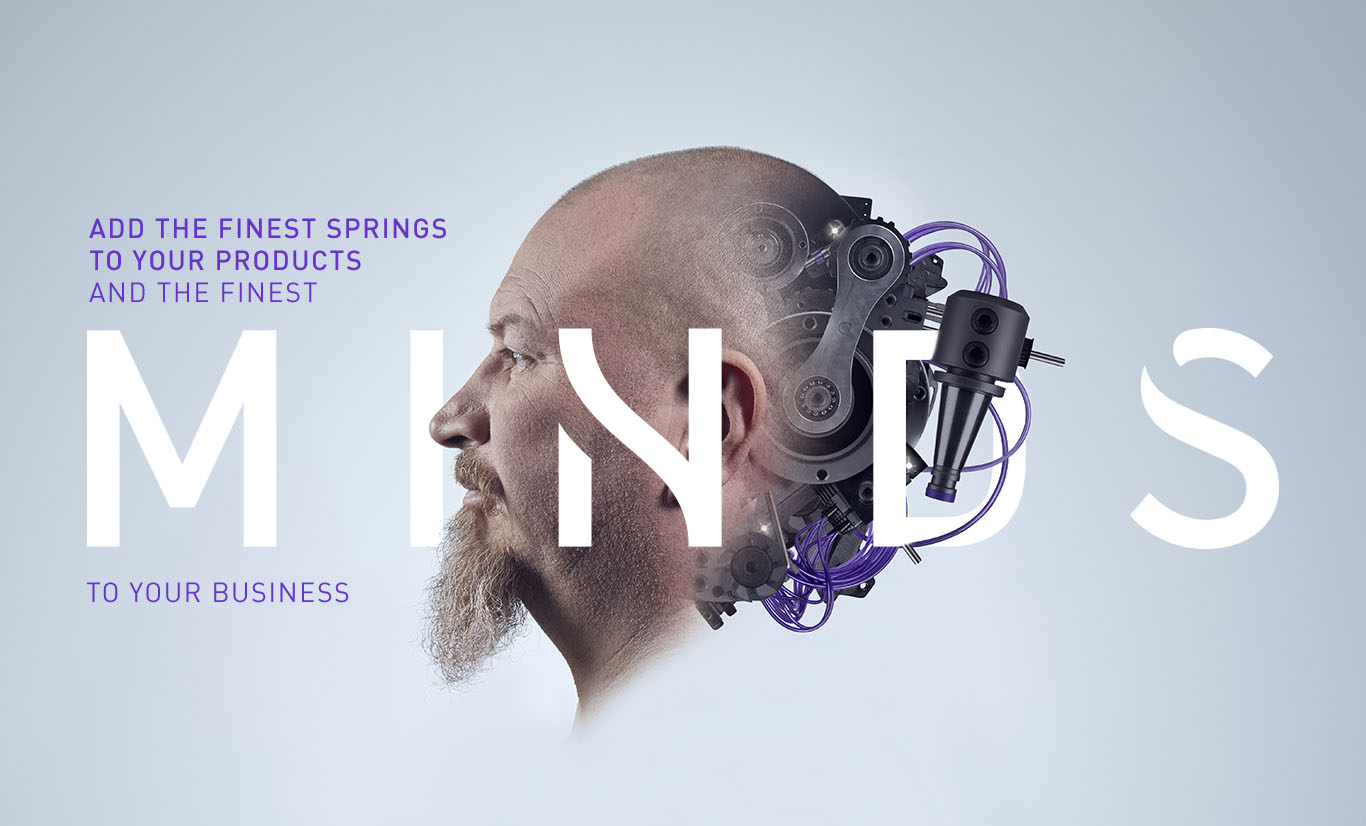 ADD THE FINEST SPRINGS
TO YOUR PRODUCTS
AND THE FINEST
MINDS
TO YOUR BUSINESS